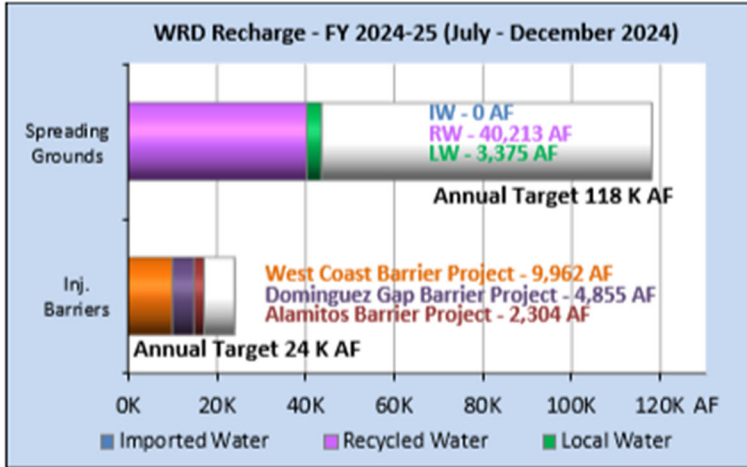 WRD Recharge - FY 2024-25 (July - December 2024)
Spreading
Grounds
IW - 0 AF
RW - 40,213 AF
LW - 3,375 AF
Annual Target 118 K AF
Inj.
Barriers
West Coast Barrier Project - 9,962 AF
Dominguez Gap Barrier Project - 4,855 AF
Alamitos Barrier Project - 2,304 AF
Annual Target 24 K AF
0K 20K 40K 60K 80K 100K 120K AF
Imported Water Recycled Water Local Water